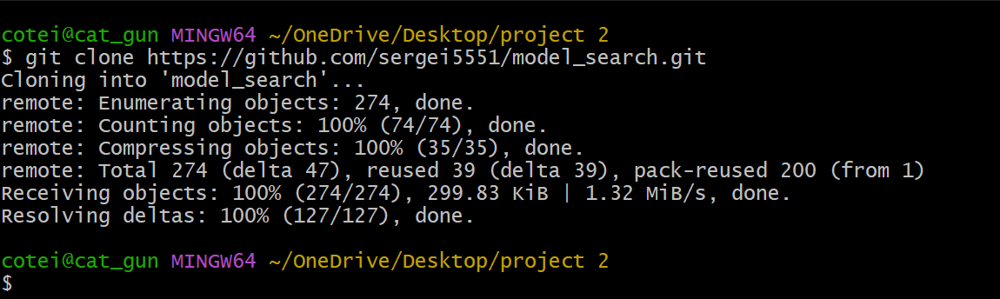 cotei@cat_gun MINGW64 ~/OneDrive/Desktop/project 2
$ git clone https://github.com/sergei5551/model_search.git
Cloning into 'model_search'...
remote: Enumerating objects: 274, done.
remote: Counting objects: 100% (74/74), done.
remote: Compressing objects: 100% (35/35), done.
remote: Total 274 (delta 47), reused 39 (delta 39), pack-reused 200 (from 1)
Receiving objects: 100% (274/274), 299.83 KiB | 1.32 MiB/s, done.
Resolving deltas: 100% (127/127), done.
cotei@cat_gun MINGW64 ~/OneDrive/Desktop/project 2
$